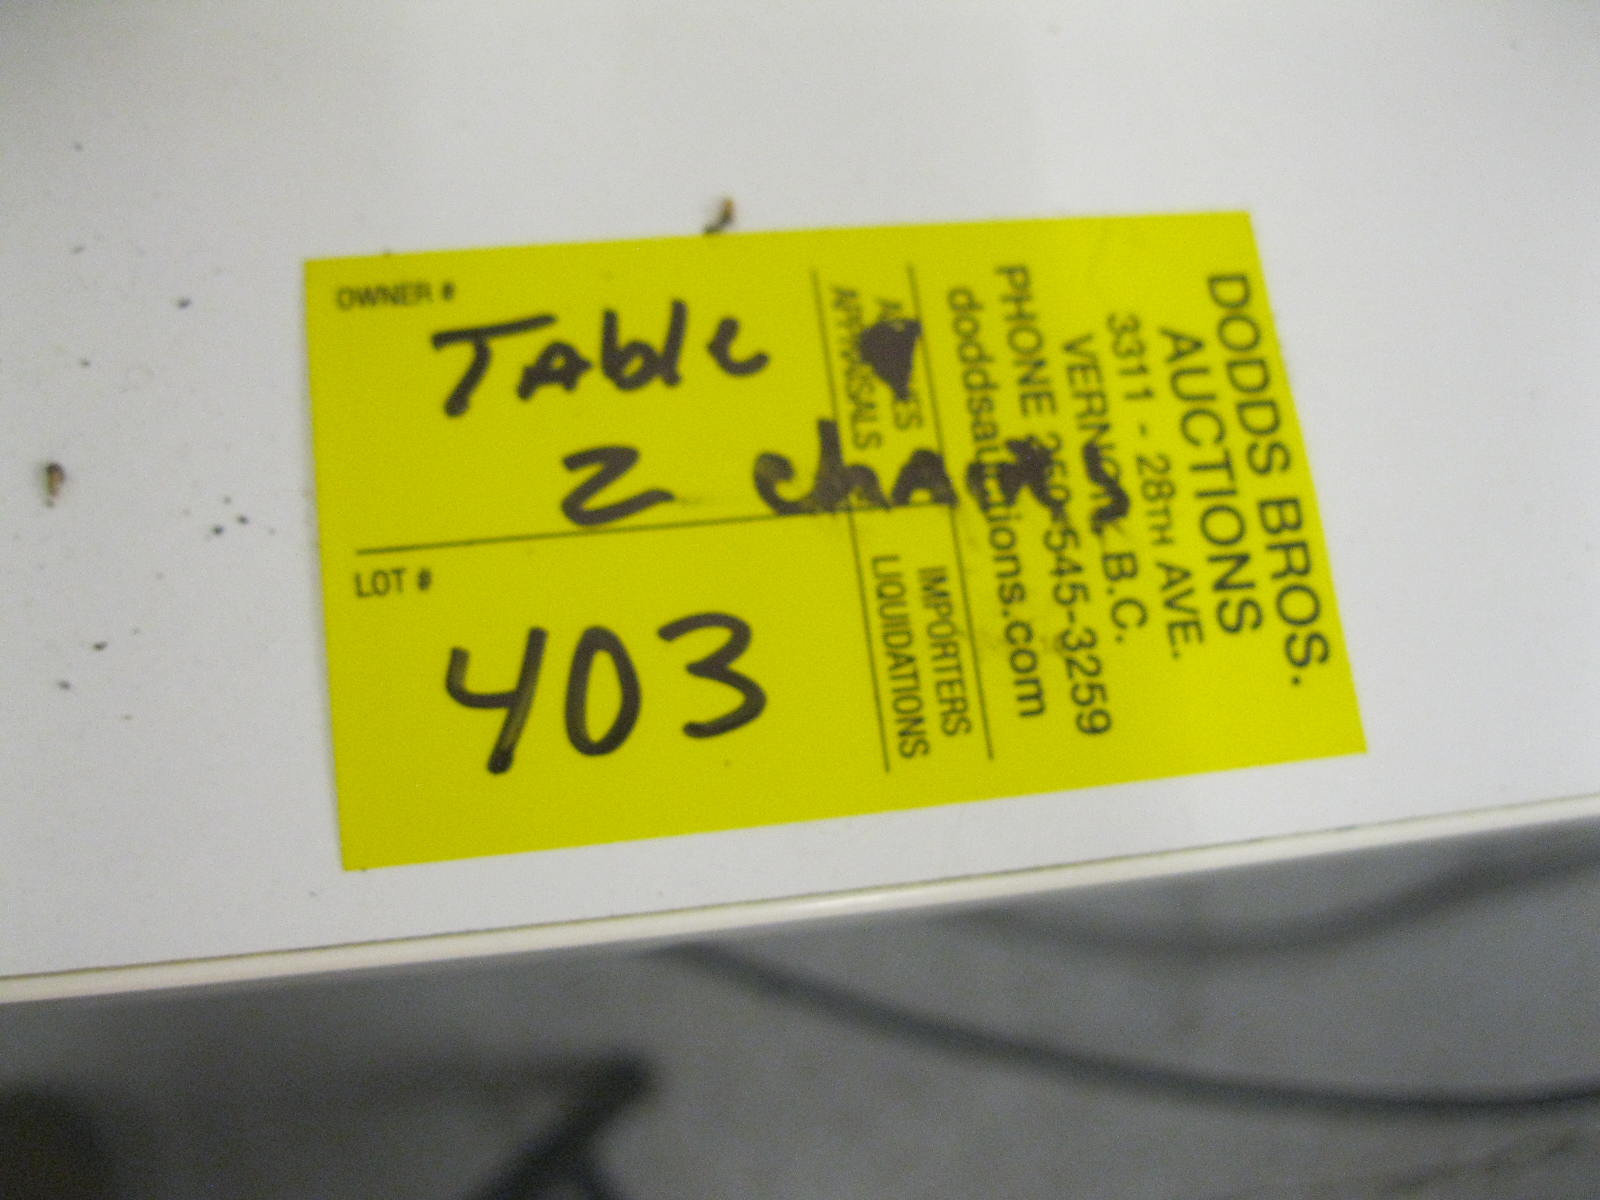 OWNER #
TAble
2 chairs
LOT #
403
DODDS BROS.
AUCTIONS
3311 - 28TH AVE.
VERNON, B.C.
PHONE 250-545-3259
doddsauctions.com
IMPORTERS
APPRAISALS LIQUIDATIONS